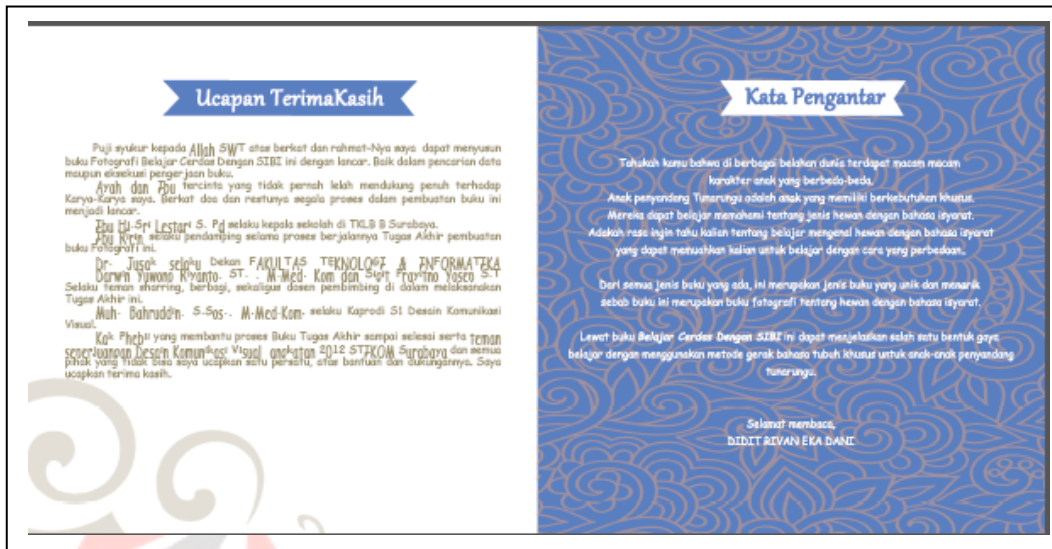 Ucapan TerimaKasih
Puji syukur kepada Allah SWT atas berkat dan rahmat-Nya saya dapat menyusun
buku Fotografi Belajar Cerdas Dengan SIBI ini dengan lancar. Baik dalam pencarian data
maupun eksekusi pengerjaan buku.
Ayah dan Ibu tercinta yang tidak pernah lelah mendukung penuh terhadap
Karya-Karya saya. Berkat doa dan restunya segala proses dalam pembuatan buku ini
menjadi lancar.
Ibu Hj.Sri Lestari S. Pd selaku kepala sekolah di TKLB B Surabaya.
Ibu Ririn selaku pendamping selama proses berjalannya Tugas Akhir pembuatan
buku Fotografi ini.
Dr. Jusak selaku Dekan FAKULTAS TEKNOLOGI & INFORMATIKA
Darwin Yuwono Riyanto. ST. , M.Med. Kom dan Sigit Prayitno Yosep S.T
Selaku teman sharring, berbagi, sekaligus dosen pembimbing di dalam melaksanakan
Tugas Akhir ini.
Muh. Bahruddin. S.Sos.. M.Med.Kom. selaku Kaprodi S1 Desain Komunikasi
Visual.
Kak yang membantu proses Buku Tugas Akhir sampai selesai serta teman
seperjuangan Desain Komunikasi Visual angkatan 2012 STIKOM Surabaya dan semua
pihak yang tidak bisa saya ucapkan satu persatu, atas bantuan dan dukungannya. Saya
ucapkan terima kasih.
Kata Pengantar
Tahukah kamu bahwa di berbagai belahan dunia terdapat macam macam
karakter anak yang berbeda-beda.
Anak penyandang Tunarungu adalah anak yang memiliki berkebutuhan khusus.
Mereka dapat belajar memahami tentang jenis hewan dengan bahasa isyarat.
Adakah rasa ingin tahu kalian tentang belajar mengenal hewan dengan bahasa isyarat
yang dapat memuahkan kalian untuk belajar dengan cara yang perbedaan..
Dari semua jenis buku yang ada, ini merupakan jenis buku yang unik dan menarik
sebab buku ini merupakan buku fotografi tentang hewan dengan bahasa isyarat.
Lewat buku Belajar Cerdas Dengan SIBI ini dapat menjelaskan salah satu bentuk gaya
belajar dengan menggunakan metode gerak bahasa tubuh khusus untuk anak-anak penyandang
tunarungu.
Selamat membaca,
DIDIT RIVAN EKA DANI